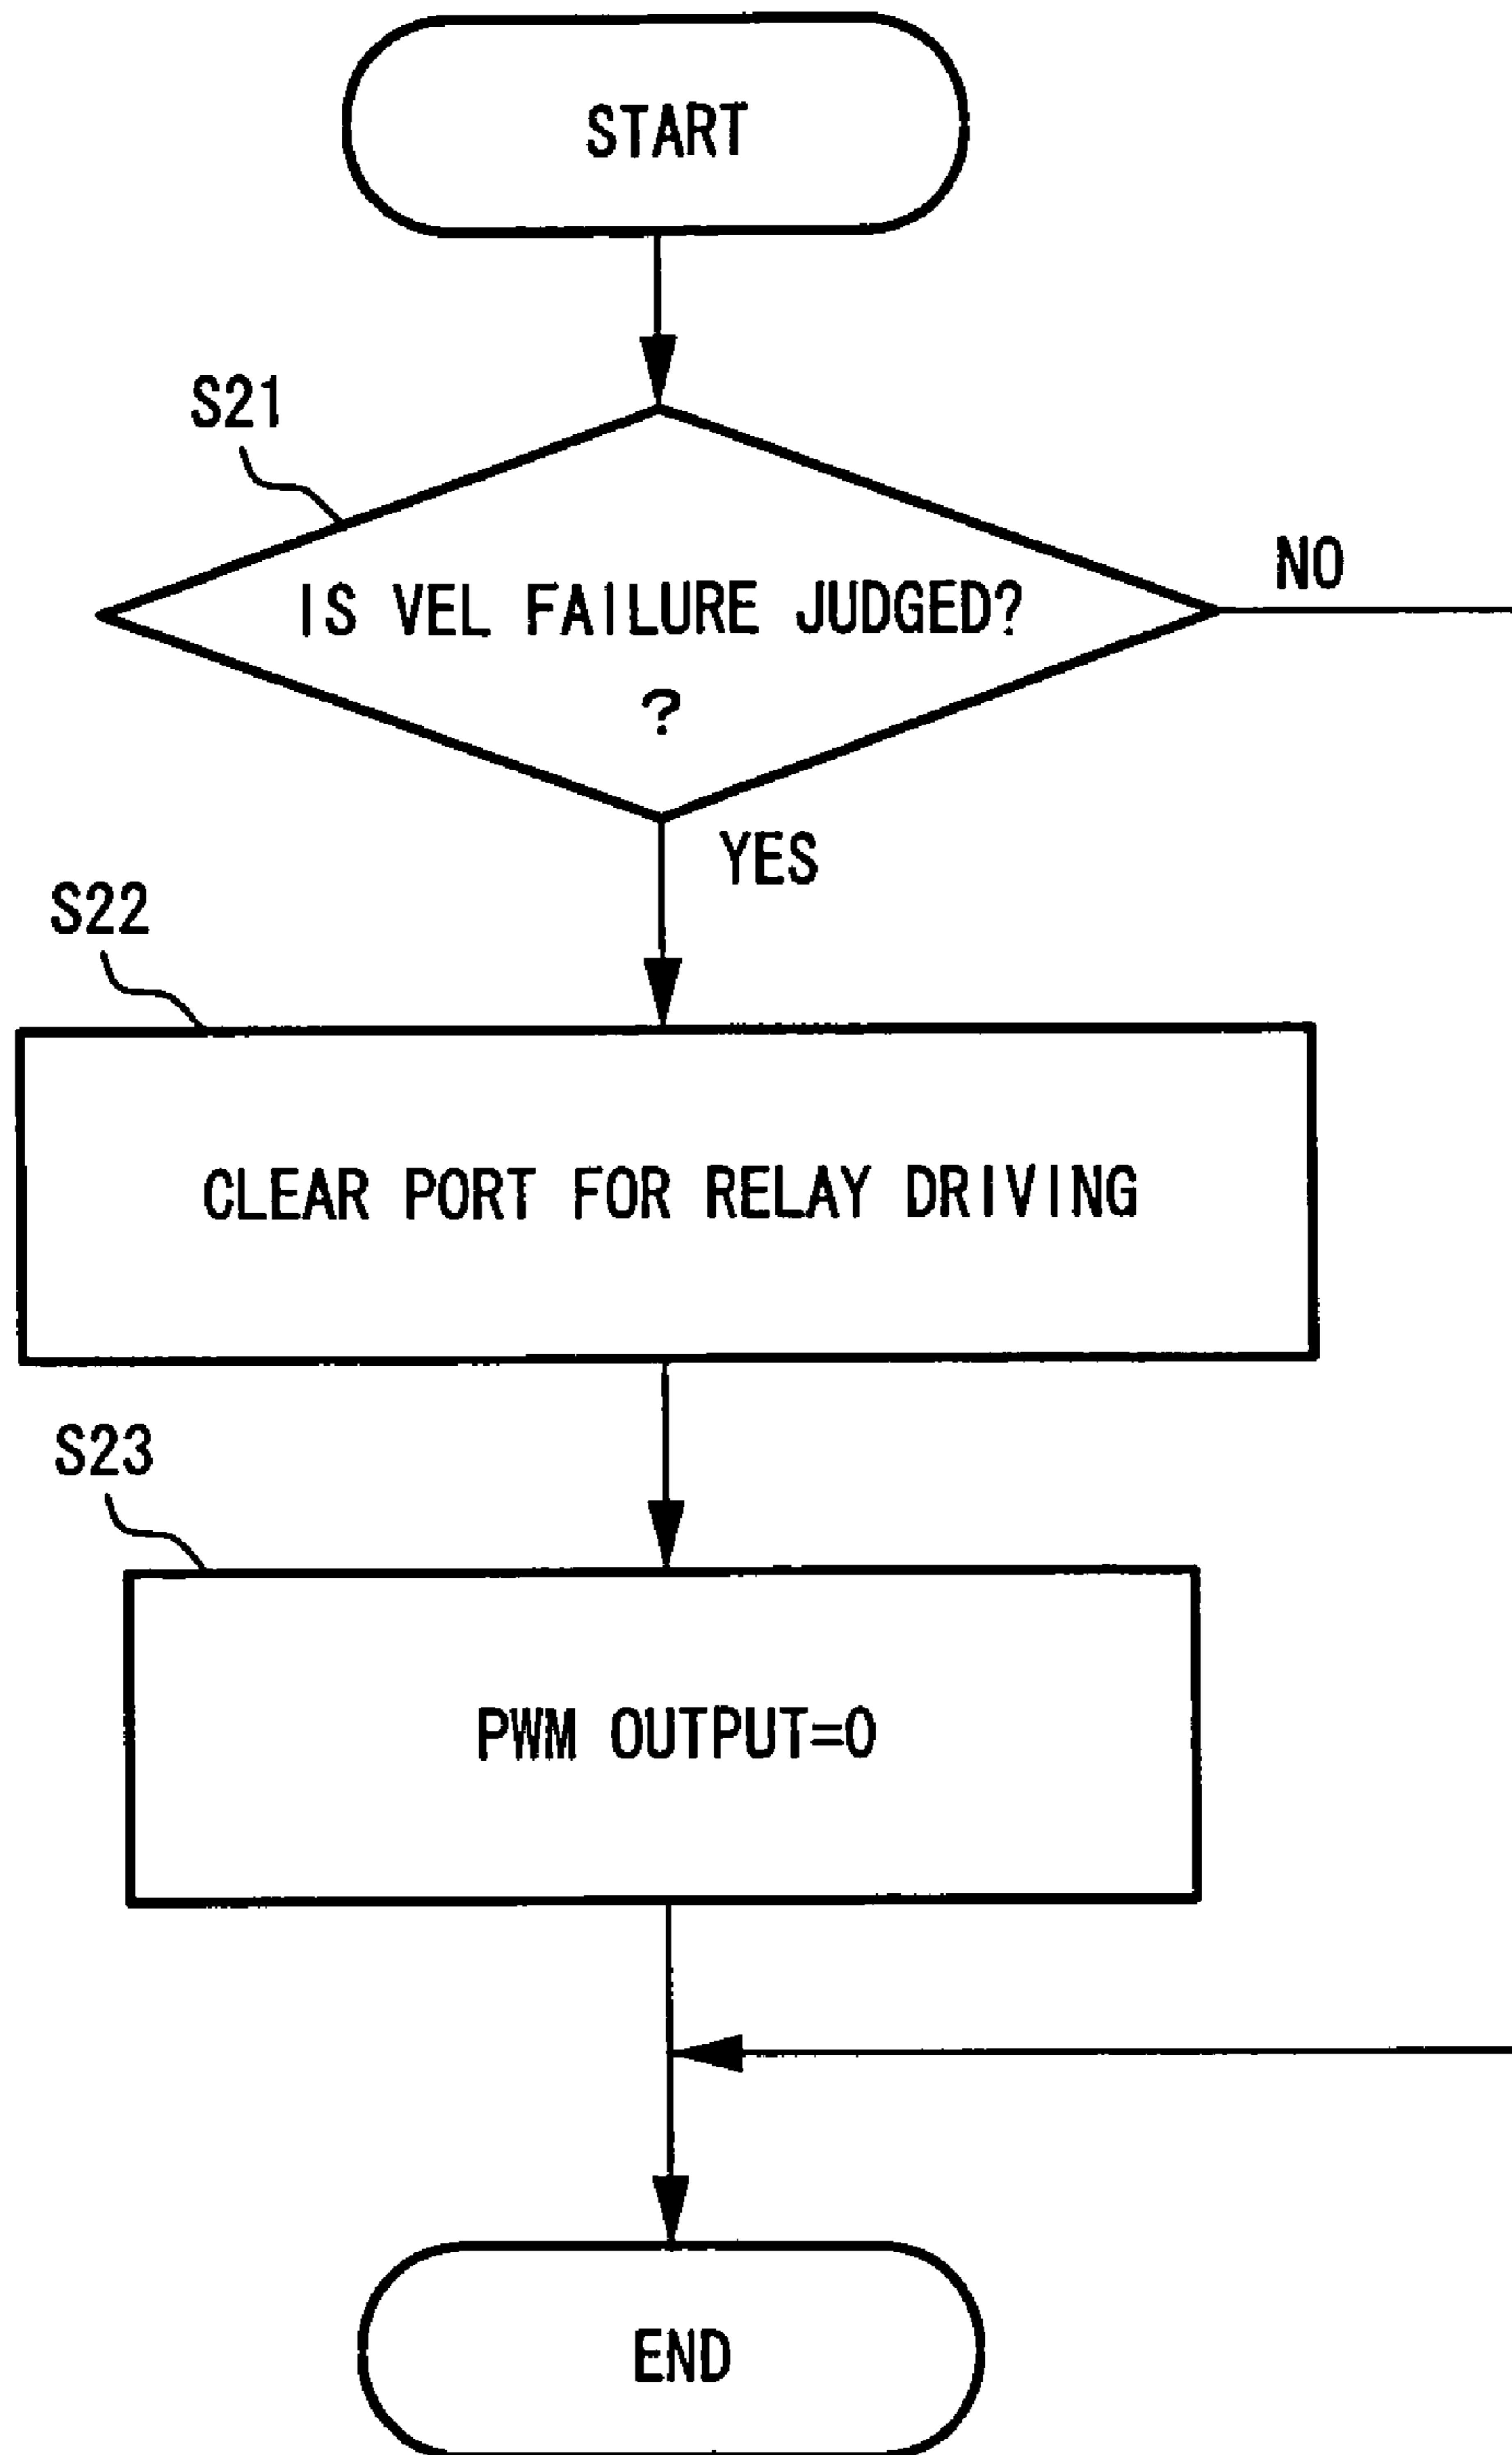 START
S21
IS VEL FAILURE JUDGED?
?
NO
YES
S22
CLEAR PORT FOR RELAY DRIVING
S23
PWM OUTPUT=0
END